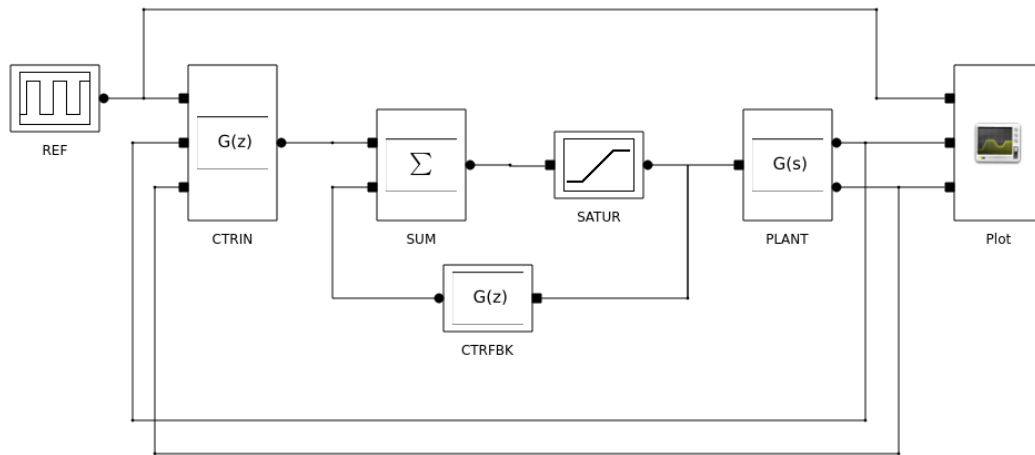 REF
G(z)
CTRIN
Σ
SUM
SATUR
G(s)
PLANT
Plot
G(z)
CTRFBK